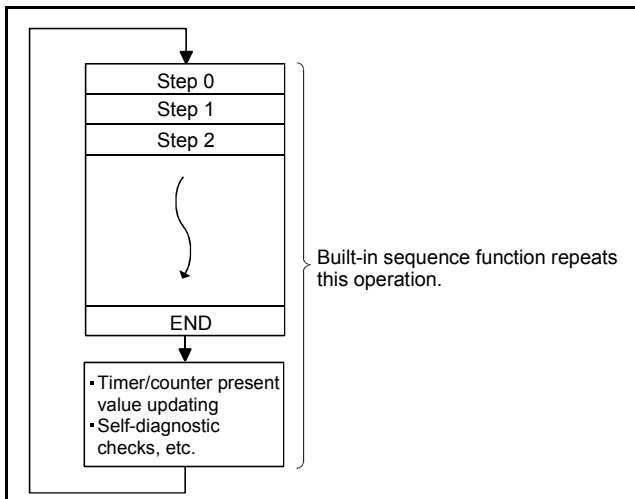 Step 0
Step 1
Step 2
END
▪ Timer/counter present
value updating
▪ Self-diagnostic
checks, etc.
Built-in sequence function repeats
this operation.